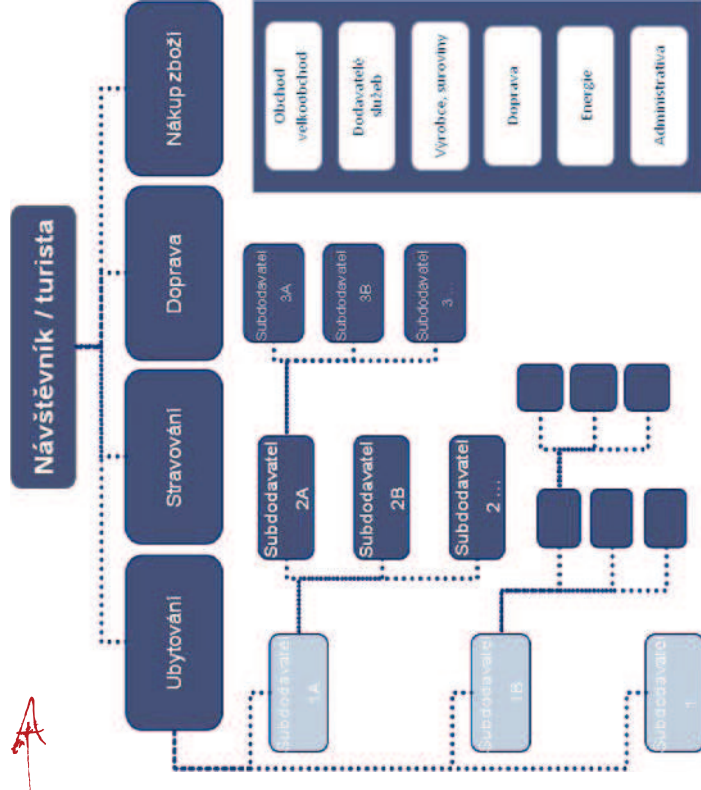 Návštěvník / turista
Ubytování
Stravování
Doprava
Nákup zboží
Subdodavatel
1A
Subdodavatel
1B
Subdodavatel
1
Subdodavatel
2A
Subdodavatel
2B
Subdodavatel
2 ...
Subdodavatel
3A
Subdodavatel
3B
Subdodavatel
3 ...
Obchod
velkoobchod
Dodavatelé
služeb
Výrobce, suroviny
Doprava
Energie
Administrativa